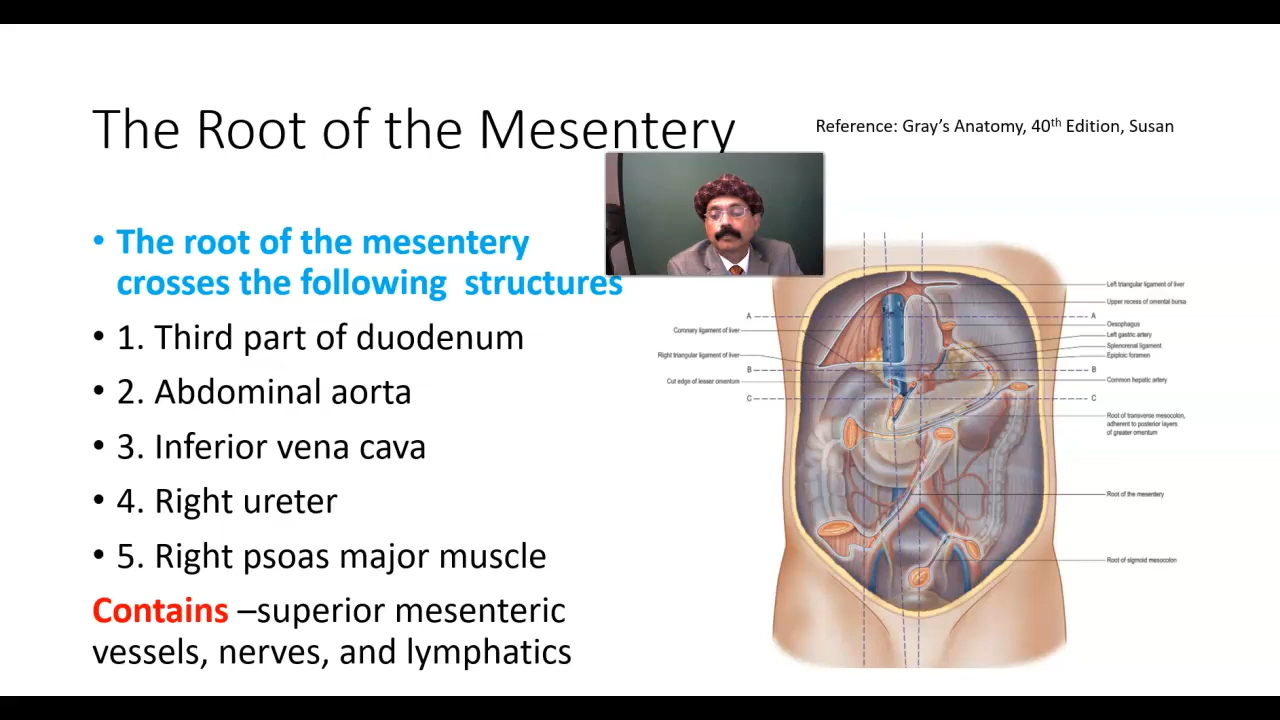 The Root of the Mesentery
Reference: Gray's Anatomy, 40th Edition, Susan
• The root of the mesentery
crosses the following  structures
• 1. Third part of duodenum
• 2. Abdominal aorta
• 3. Inferior vena cava
• 4. Right ureter
• 5. Right psoas major muscle
Contains –superior mesenteric
vessels, nerves, and lymphatics
Left triangular ligament of liver
Upper recess of omental bursa
A
A
Oesophagus
Coronary ligament of liver
Left gastric artery
Splenorenal ligament
Right triangular ligament of liver
Epiploic foramen
B
B
Cut edge of lesser omentum
Common hepatic artery
C
C
Root of transverse mesocolon,
adherent to posterior layers
of greater omentum
Root of the mesentery
Root of sigmoid mesocolon